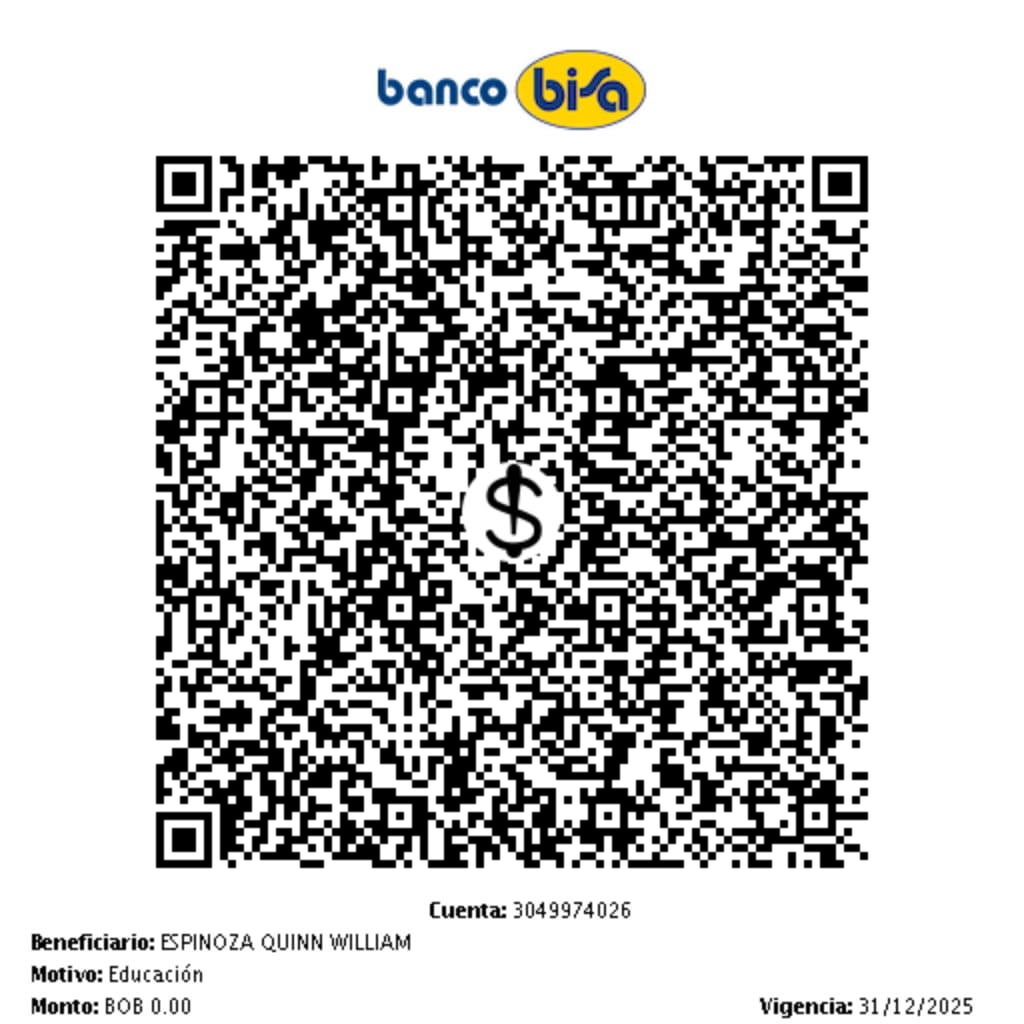 banco bisa
$
Cuenta: 3049974026
Beneficiario: ESPINOZA QUINN WILLIAM
Motivo: Educación
Monto: BOB 0.00
Vigencia: 31/12/2025